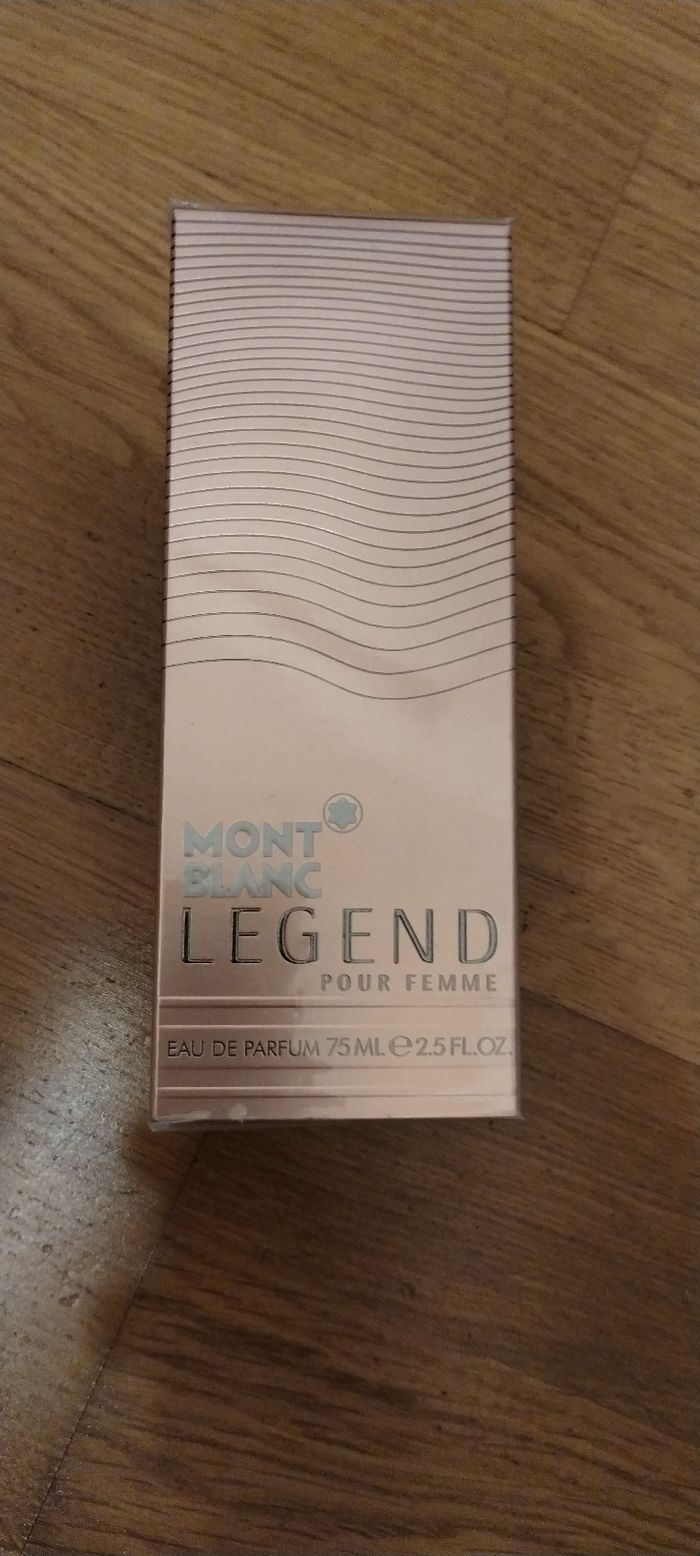 MONT
BLANC
LEGEND
POUR FEMME
EAU DE PARFUM 75 ML ℮ 2.5 FL.OZ.